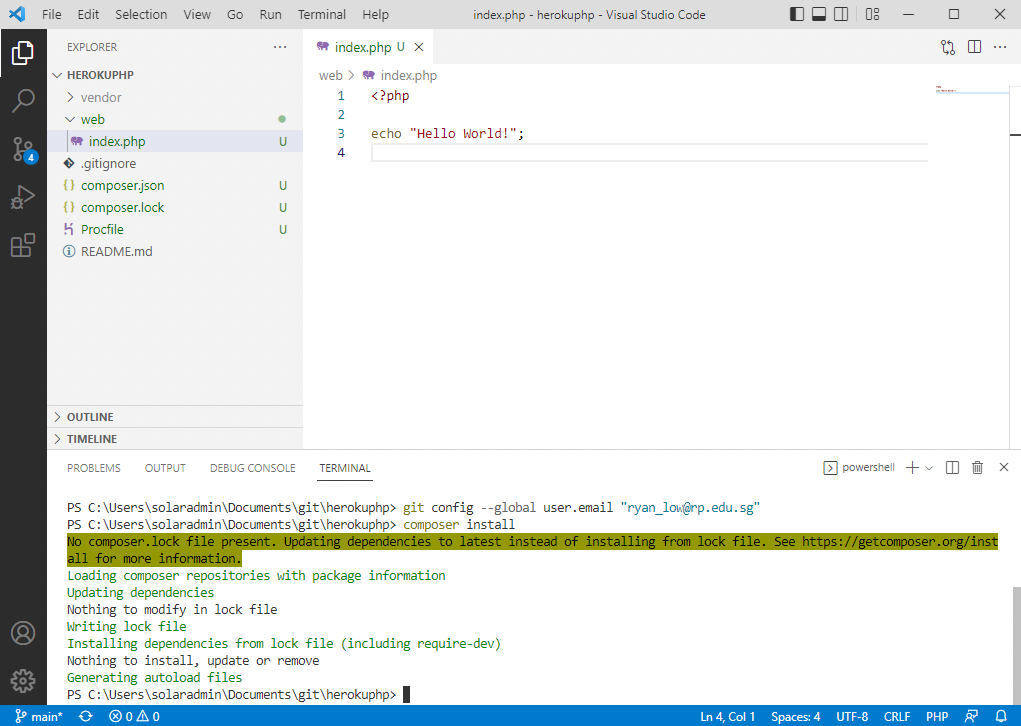 File Edit Selection View Go Run Terminal Help index.php - herokuphp - Visual Studio Code
EXPLORER
HEROKUPHP
vendor
web
index.php U
.gitignore
composer.json U
composer.lock U
Procfile U
README.md
OUTLINE
TIMELINE
4
index.php U
web > index.php
1 <?php
2
3 echo "Hello World!";
4
PROBLEMS OUTPUT DEBUG CONSOLE TERMINAL powershell
PS C:\Users\solaradmin\Documents\git\herokuphp> git config --global user.email "ryan_low@rp.edu.sg"
PS C:\Users\solaradmin\Documents\git\herokuphp> composer install
No composer.lock file present. Updating dependencies to latest instead of installing from lock file. See https://getcomposer.org/inst
all for more information.
Loading composer repositories with package information
Updating dependencies
Nothing to modify in lock file
Writing lock file
Installing dependencies from lock file (including require-dev)
Nothing to install, update or remove
Generating autoload files
PS C:\Users\solaradmin\Documents\git\herokuphp>
main* 0 0 Ln 4, Col 1 Spaces: 4 UTF-8 CRLF PHP